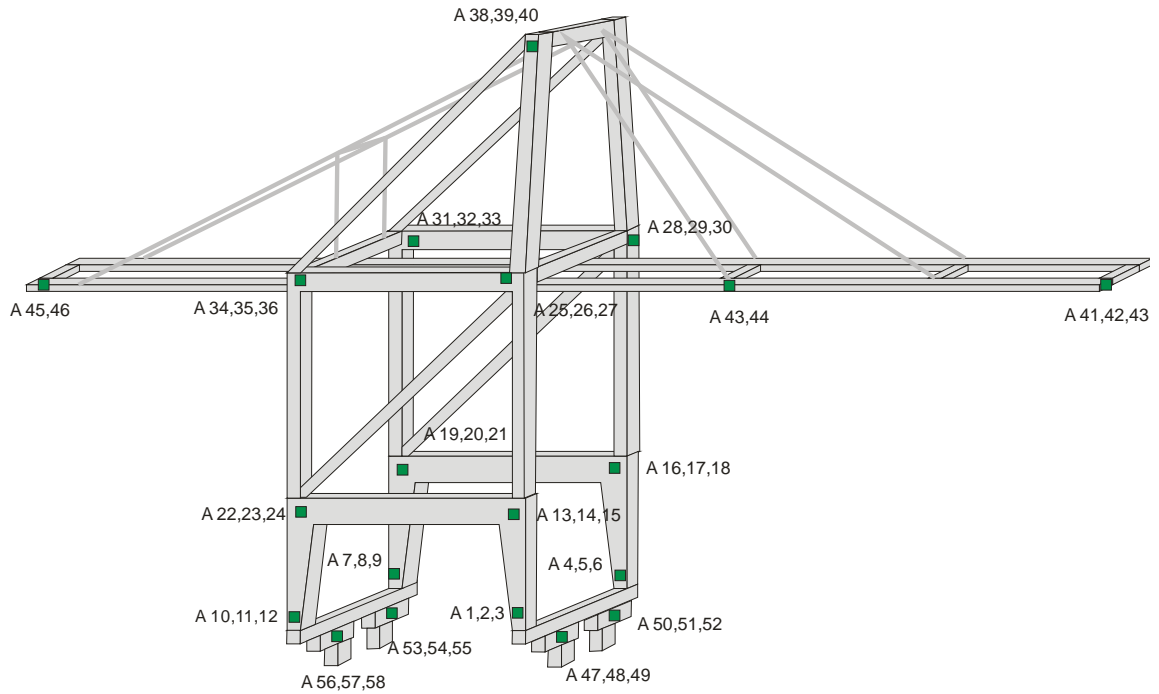 A 38,39,40
A 31,32,33
A 28,29,30
A 45,46
A 34,35,36
A 25,26,27
A 43,44
A 41,42,43
A 19,20,21
A 16,17,18
A 22,23,24
A 13,14,15
A 7,8,9
A 4,5,6
A 10,11,12
A 1,2,3
A 50,51,52
A 53,54,55
A 47,48,49
A 56,57,58